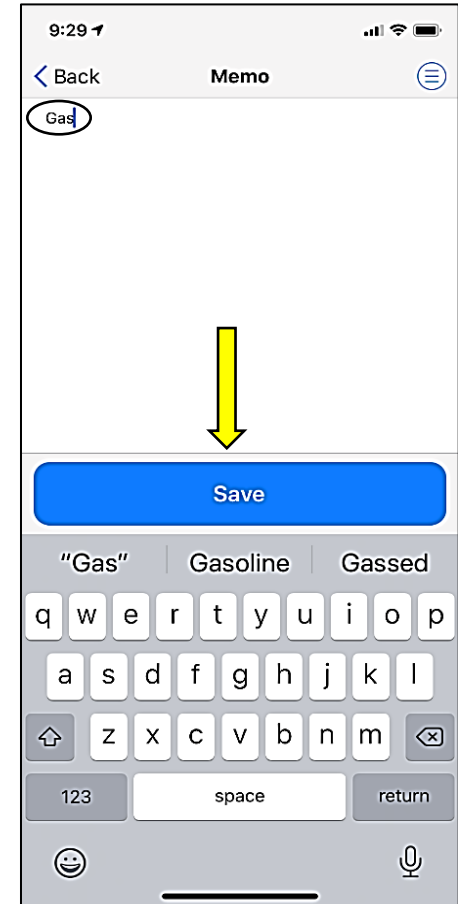 9:29
Back Memo
Gas
Save
"Gas" Gasoline Gassed
q w e r t y u i o p
a s d f g h j k l
z x c v b n m
123 space return